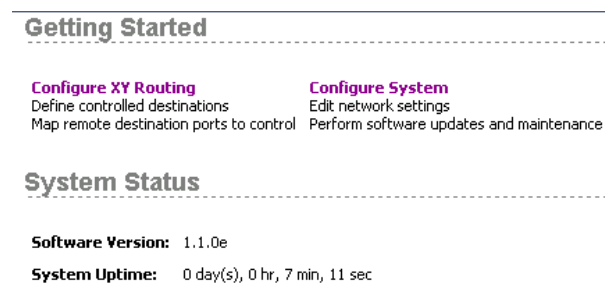 Getting Started
Configure XY Routing Configure System
Define controlled destinations Edit network settings
Map remote destination ports to control Perform software updates and maintenance
System Status
Software Version: 1.1.0e
System Uptime: 0 day(s), 0 hr, 7 min, 11 sec